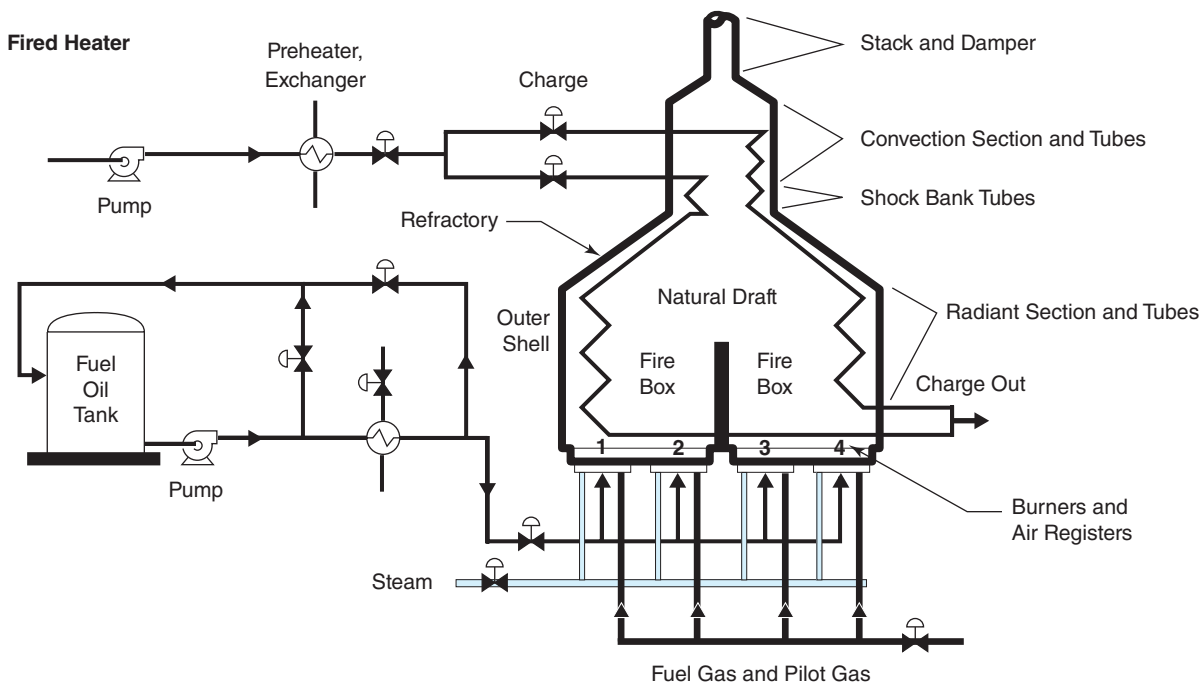 Fired Heater
Preheater,
Exchanger
Charge
Stack and Damper
Convection Section and Tubes
Shock Bank Tubes
Pump
Refractory
Natural Draft
Radiant Section and Tubes
Outer
Shell
Fire
Box
Fire
Box
Charge Out
Fuel
Oil
Tank
1 2 3 4
Pump
Burners and
Air Registers
Steam
Fuel Gas and Pilot Gas